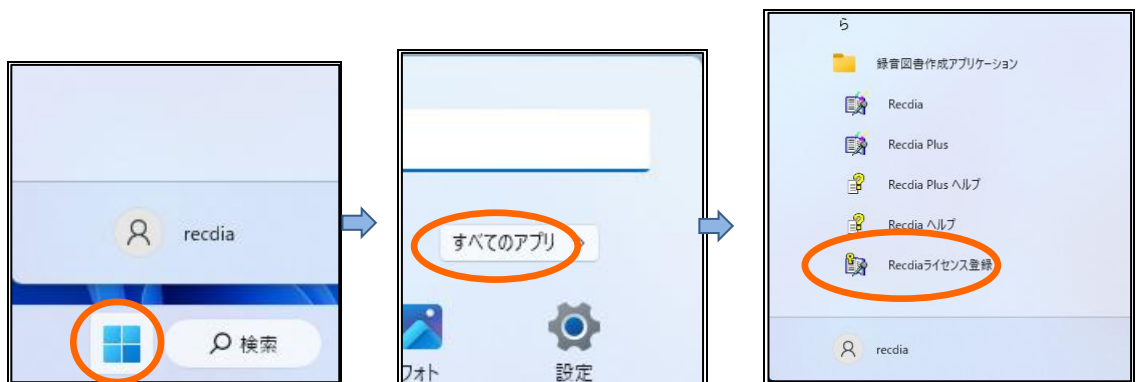 recdia
検索
すべてのアプリ
フォト
設定
ら
録音図書作成アプリケーション
Recdia
Recdia Plus
Recdia Plus ヘルプ
Recdia ヘルプ
Recdiaライセンス登録
recdia